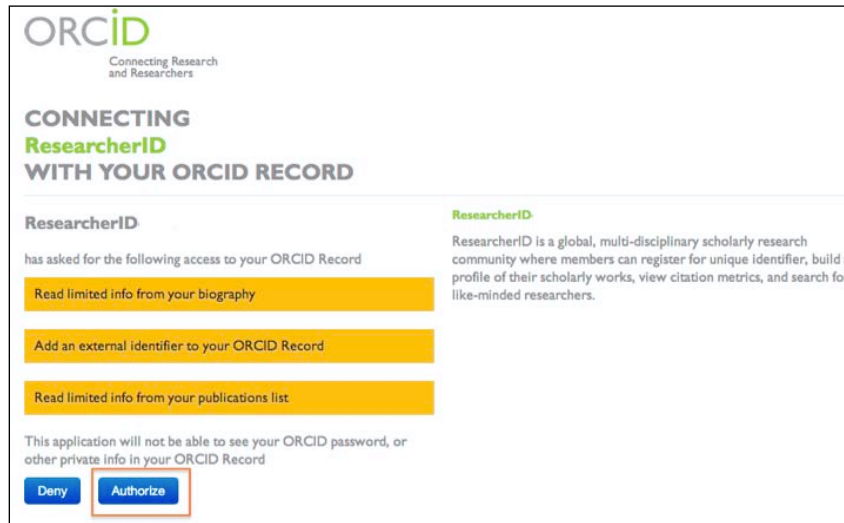 ORCiD
Connecting Research
and Researchers
CONNECTING
ResearcherID
WITH YOUR ORCID RECORD
ResearcherID
has asked for the following access to your ORCID Record
Read limited info from your biography
Add an external identifier to your ORCID Record
Read limited info from your publications list
This application will not be able to see your ORCID password, or
other private info in your ORCID Record
Deny
Authorize
ResearcherID
ResearcherID is a global, multi-disciplinary scholarly research
community where members can register for unique identifier, build
profile of their scholarly works, view citation metrics, and search fo
like-minded researchers.